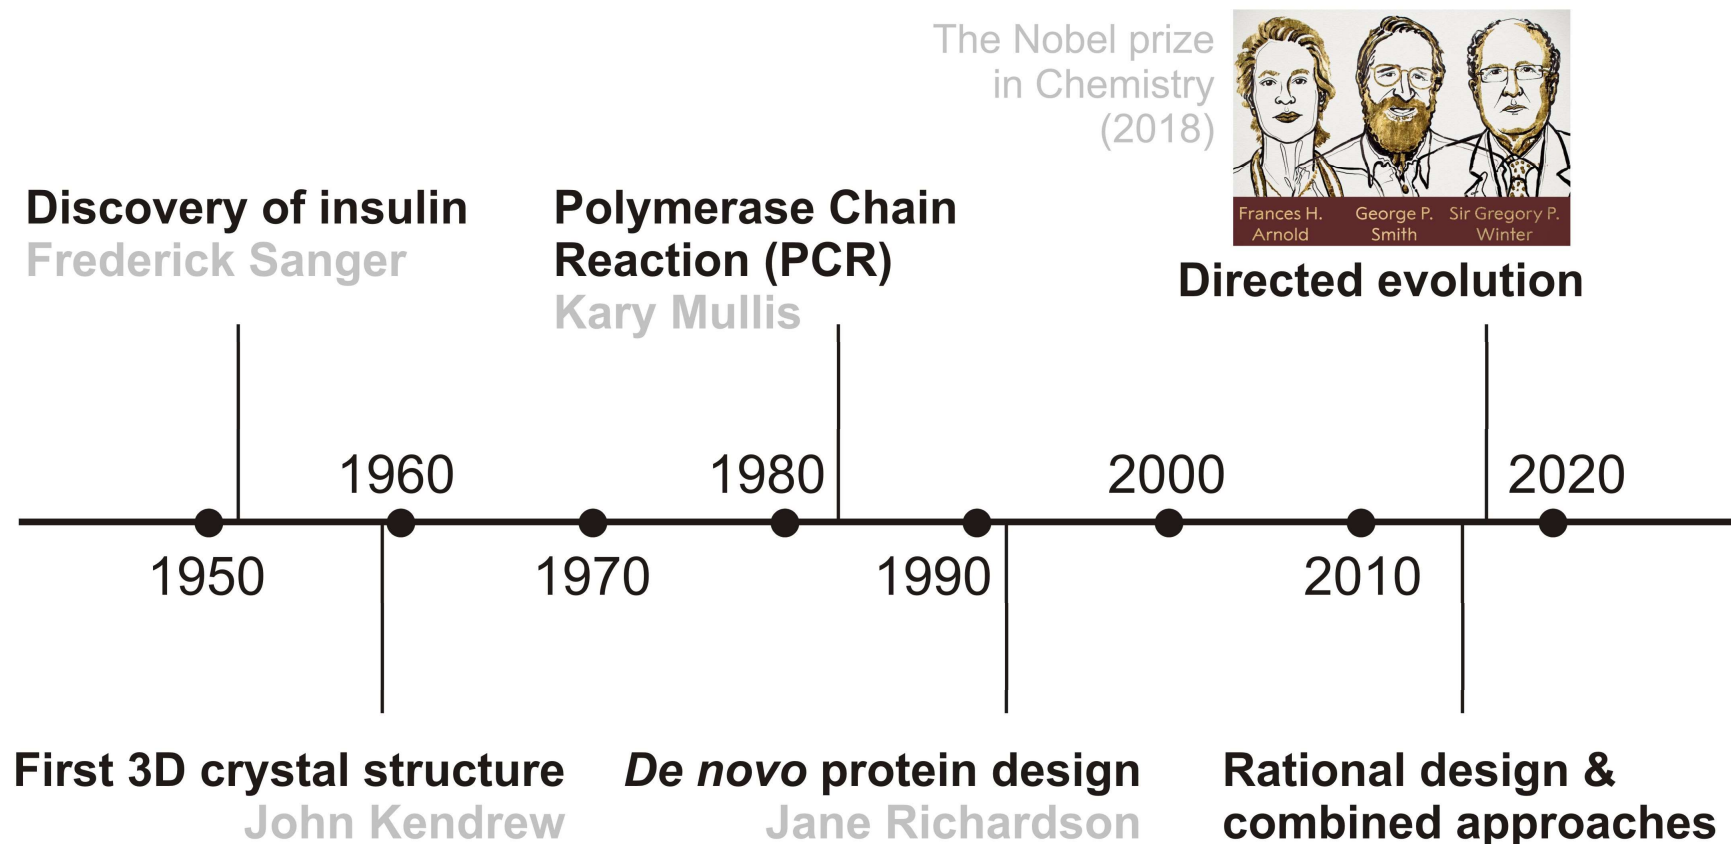 The Nobel prize
in Chemistry
(2018)
Frances H.
Arnold
George P.
Smith
Sir Gregory P.
Winter
Discovery of insulin
Frederick Sanger
Polymerase Chain
Reaction (PCR)
Kary Mullis
Directed evolution
1960
1980
2000
2020
1950
1970
1990
2010
First 3D crystal structure
John Kendrew
De novo protein design
Jane Richardson
Rational design &
combined approaches